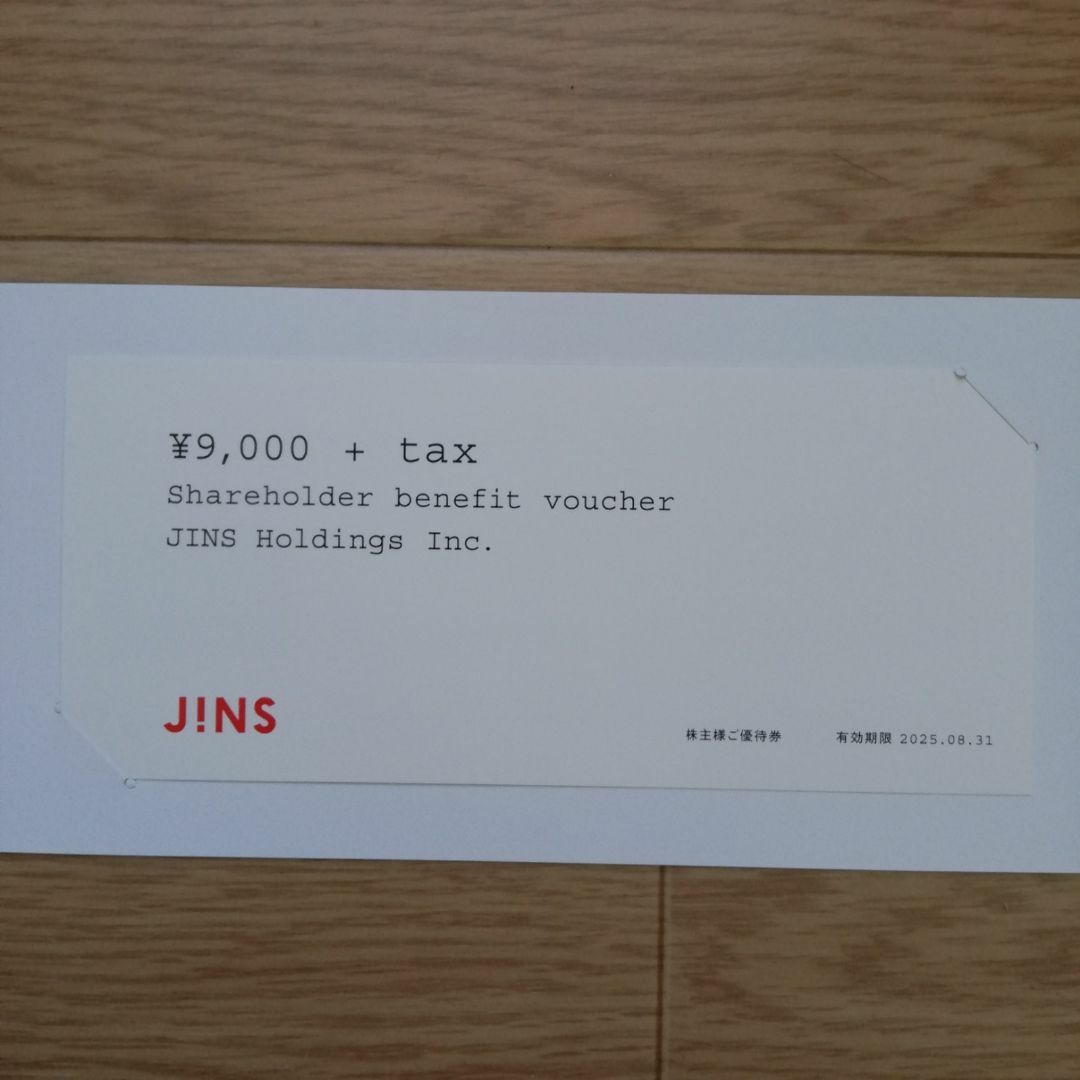 ¥9,000 + tax
Shareholder benefit voucher
JINS Holdings Inc.
J!NS
株主様ご優待券 有効期限 2025.08.31